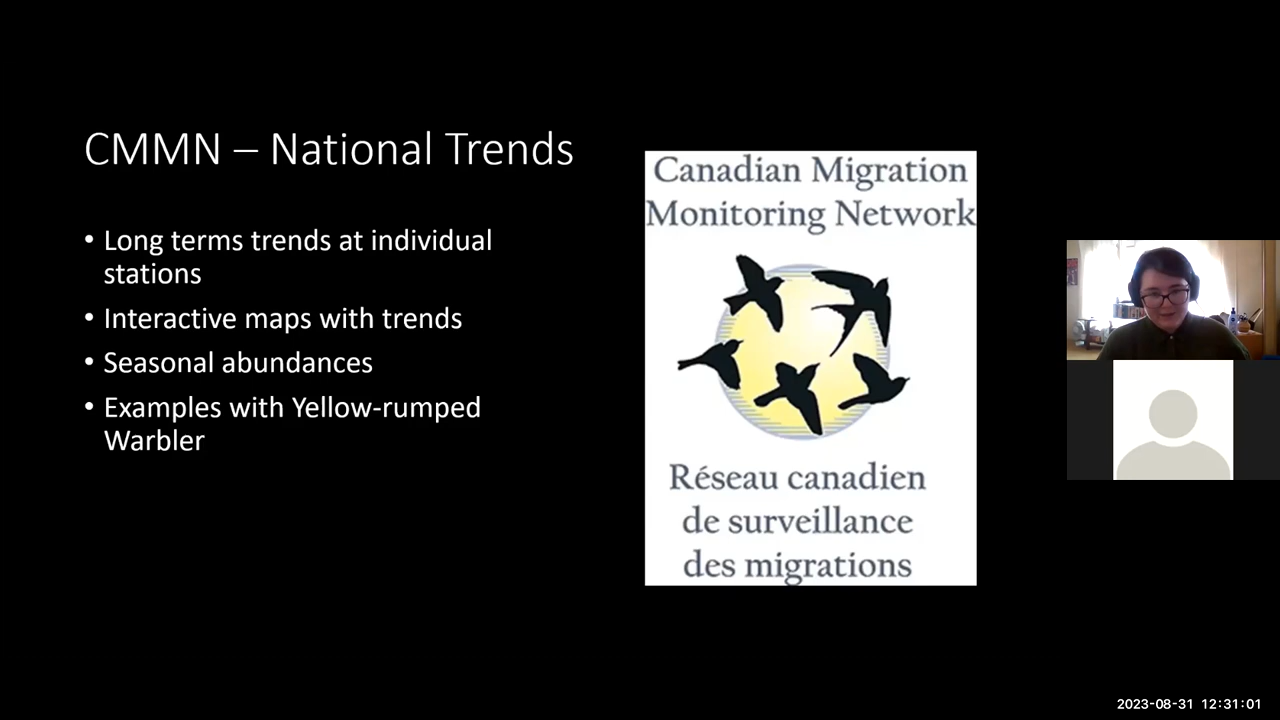 CMMN – National Trends
• Long terms trends at individual
stations
• Interactive maps with trends
• Seasonal abundances
• Examples with Yellow-rumped
Warbler
Canadian Migration
Monitoring Network
Réseau canadien
de surveillance
des migrations
2023-08-31 12:31:01